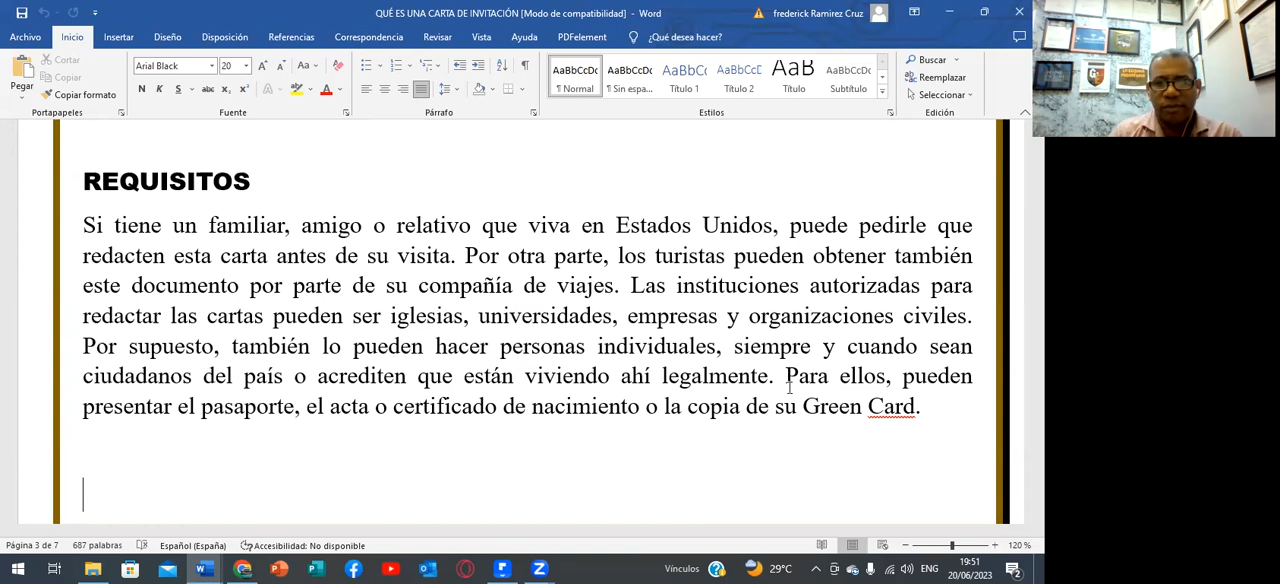 QUÉ ES UNA CARTA DE INVITACIÓN [Modo de compatibilidad] - Word
frederick Ramirez Cruz
Archivo Inicio Insertar Diseño Disposición Referencias Correspondencia Revisar Vista Ayuda PDFelement ¿Qué desea hacer?
Pegar
Cortar
Copiar
Copiar formato
Portapapeles
Arial Black 20
Aa
N K S abc x₂ x² A A
Fuente
Párrafo
AaBbCcDc AaBbCcDc AaBbCc AaBbCcD AaB AaBbCcD
¶ Normal ¶ Sin espa... Título 1 Título 2 Título Subtítulo
Estilos
Buscar
Reemplazar
Seleccionar
Edición
REQUISITOS
Si tiene un familiar, amigo o relativo que viva en Estados Unidos, puede pedirle que
redacten esta carta antes de su visita. Por otra parte, los turistas pueden obtener también
este documento por parte de su compañía de viajes. Las instituciones autorizadas para
redactar las cartas pueden ser iglesias, universidades, empresas y organizaciones civiles.
Por supuesto, también lo pueden hacer personas individuales, siempre y cuando sean
ciudadanos del país o acrediten que están viviendo ahí legalmente. Para ellos, pueden
presentar el pasaporte, el acta o certificado de nacimiento o la copia de su Green Card.
Página 3 de 7 687 palabras Español (España) Accesibilidad: No disponible 120 %
Vínculos 29°C ENG 19:51
20/06/2023